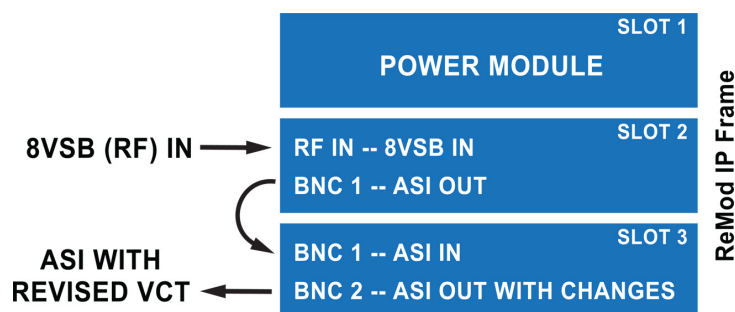 SLOT 1
POWER MODULE
SLOT 2
8VSB (RF) IN
RF IN -- 8VSB IN
BNC 1 -- ASI OUT
SLOT 3
BNC 1 -- ASI IN
ASI WITH
REVISED VCT
BNC 2 -- ASI OUT WITH CHANGES
ReMod IP Frame